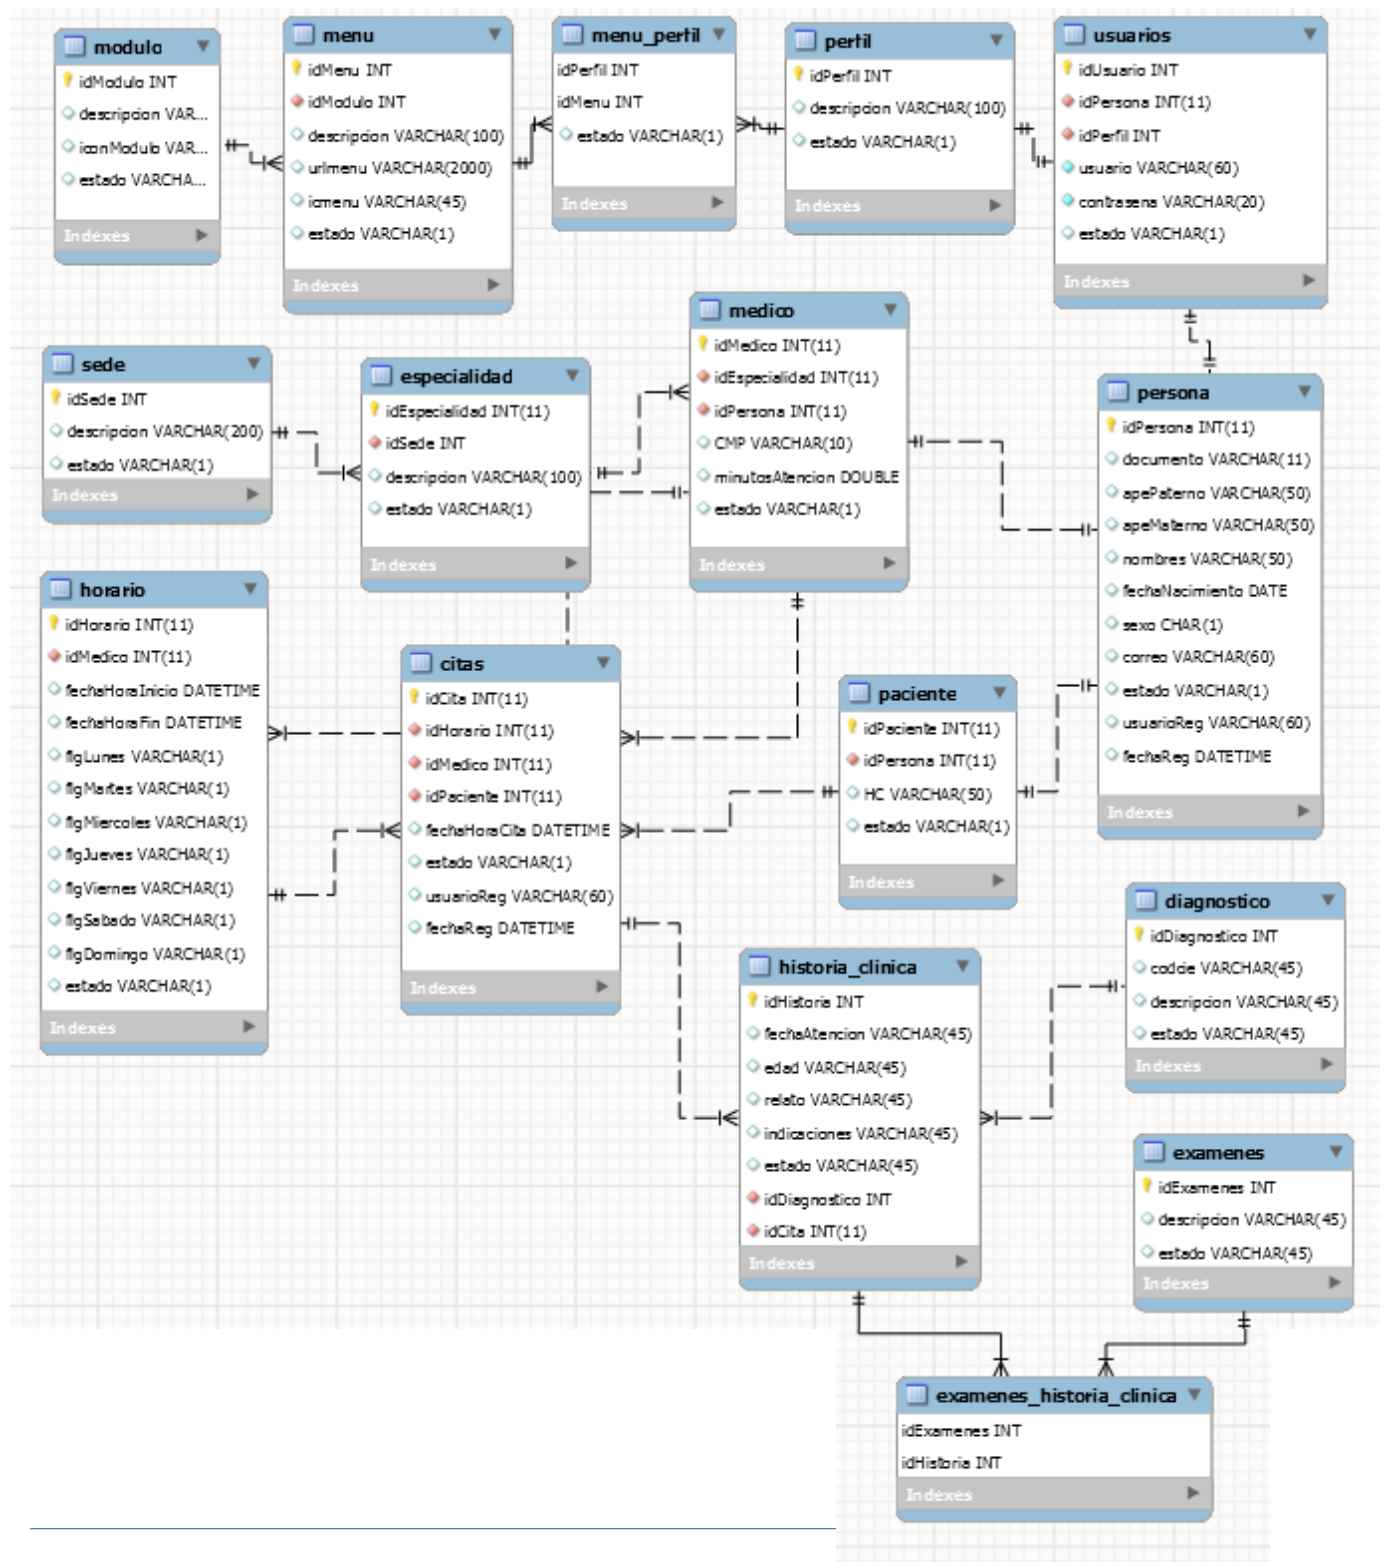 modulo
idModulo INT
descripcion VAR...
iconModulo VAR...
estado VARCHA...
Indexes
menu
idMenu INT
idModulo INT
descripcion VARCHAR(100)
urlmenu VARCHAR(2000)
icmenu VARCHAR(45)
estado VARCHAR(1)
Indexes
menu_perfil
idPerfil INT
idMenu INT
estado VARCHAR(1)
Indexes
perfil
idPerfil INT
descripcion VARCHAR(100)
estado VARCHAR(1)
Indexes
usuarios
idUsuario INT
idPersona INT(11)
idPerfil INT
usuario VARCHAR(60)
contrasena VARCHAR(20)
estado VARCHAR(1)
Indexes
sede
idSede INT
descripcion VARCHAR(200)
estado VARCHAR(1)
Indexes
especialidad
idEspecialidad INT(11)
idSede INT
descripcion VARCHAR(100)
estado VARCHAR(1)
Indexes
medico
idMedico INT(11)
idEspecialidad INT(11)
idPersona INT(11)
CMP VARCHAR(10)
minutosAtencion DOUBLE
estado VARCHAR(1)
Indexes
persona
idPersona INT(11)
documento VARCHAR(11)
apePaterno VARCHAR(50)
apeMaterno VARCHAR(50)
nombres VARCHAR(50)
fechaNacimiento DATE
sexo CHAR(1)
correo VARCHAR(60)
estado VARCHAR(1)
usuarioReg VARCHAR(60)
fechaReg DATETIME
Indexes
horario
idHorario INT(11)
idMedico INT(11)
fechaHoraInicio DATETIME
fechaHoraFin DATETIME
flgLunes VARCHAR(1)
flgMartes VARCHAR(1)
flgMiercoles VARCHAR(1)
flgJueves VARCHAR(1)
flgViernes VARCHAR(1)
flgSabado VARCHAR(1)
flgDomingo VARCHAR(1)
estado VARCHAR(1)
Indexes
citas
idCita INT(11)
idHorario INT(11)
idMedico INT(11)
idPaciente INT(11)
fechaHoraCita DATETIME
estado VARCHAR(1)
usuarioReg VARCHAR(60)
fechaReg DATETIME
Indexes
paciente
idPaciente INT(11)
idPersona INT(11)
HC VARCHAR(50)
estado VARCHAR(1)
Indexes
historia_clinica
idHistoria INT
fechaAtencion VARCHAR(45)
edad VARCHAR(45)
relato VARCHAR(45)
indicaciones VARCHAR(45)
estado VARCHAR(45)
idDiagnostico INT
idCita INT(11)
Indexes
diagnostico
idDiagnostico INT
codcie VARCHAR(45)
descripcion VARCHAR(45)
estado VARCHAR(45)
Indexes
examenes
idExamenes INT
descripcion VARCHAR(45)
estado VARCHAR(45)
Indexes
examenes_historia_clinica
idExamenes INT
idHistoria INT
Indexes